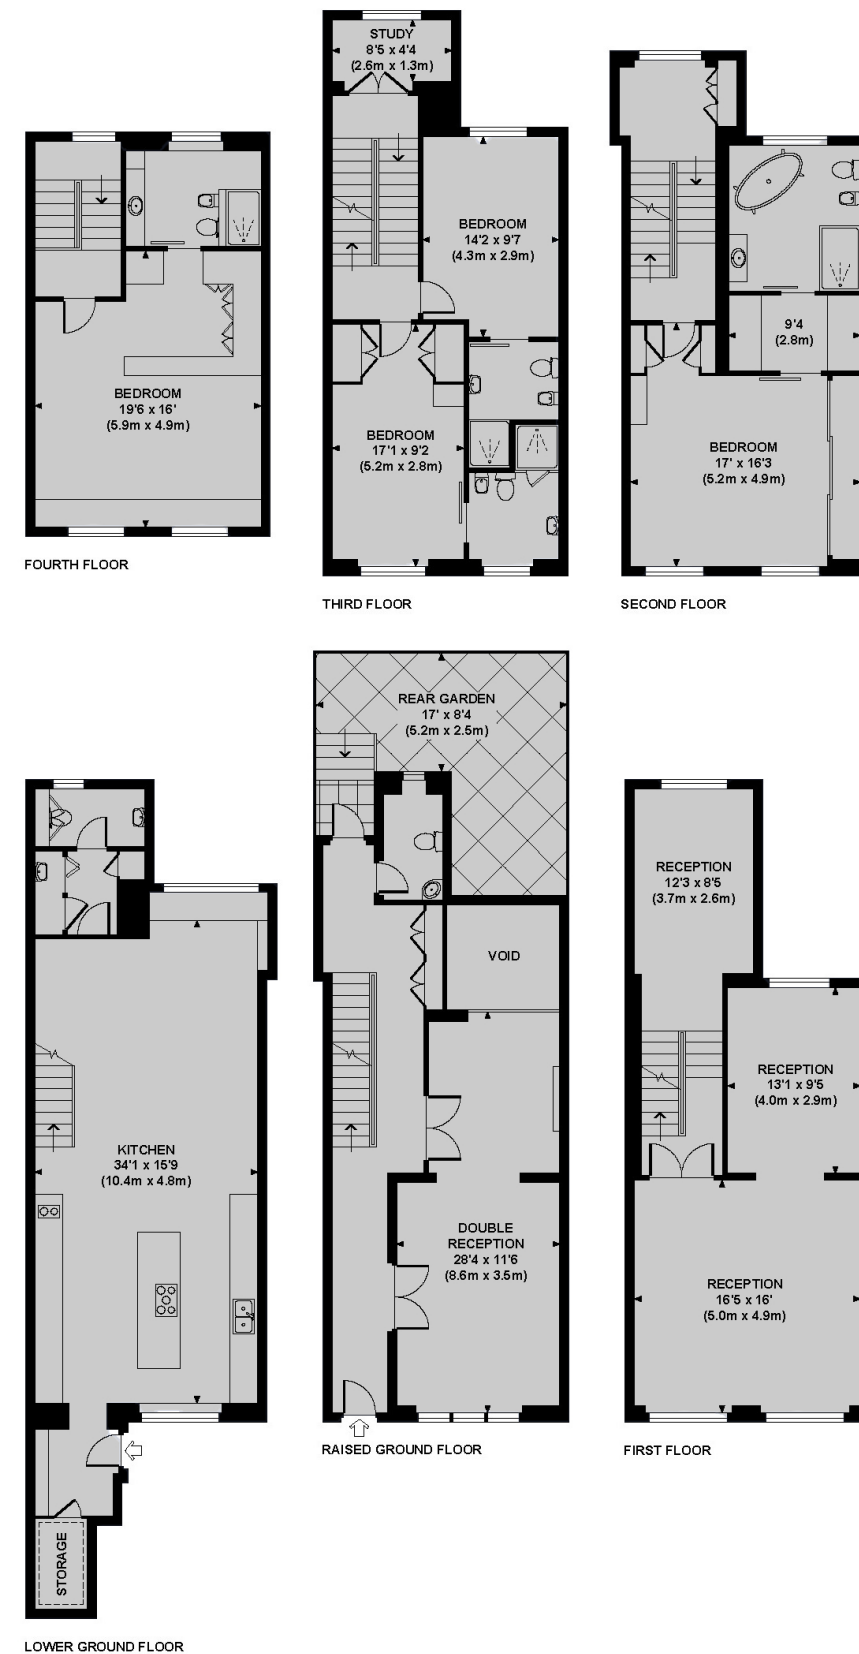 STUDY
8'5 x 4'4
(2.6m x 1.3m)
BEDROOM
14'2 x 9'7
(4.3m x 2.9m)
9'4
(2.8m)
BEDROOM
19'6 x 16'
(5.9m x 4.9m)
BEDROOM
17'1 x 9'2
(5.2m x 2.8m)
BEDROOM
17' x 16'3
(5.2m x 4.9m)
FOURTH FLOOR
THIRD FLOOR
SECOND FLOOR
REAR GARDEN
17' x 8'4
(5.2m x 2.5m)
RECEPTION
12'3 x 8'5
(3.7m x 2.6m)
VOID
RECEPTION
13'1 x 9'5
(4.0m x 2.9m)
KITCHEN
34'1 x 15'9
(10.4m x 4.8m)
DOUBLE
RECEPTION
28'4 x 11'6
(8.6m x 3.5m)
RECEPTION
16'5 x 16'
(5.0m x 4.9m)
RAISED GROUND FLOOR
FIRST FLOOR
STORAGE
LOWER GROUND FLOOR